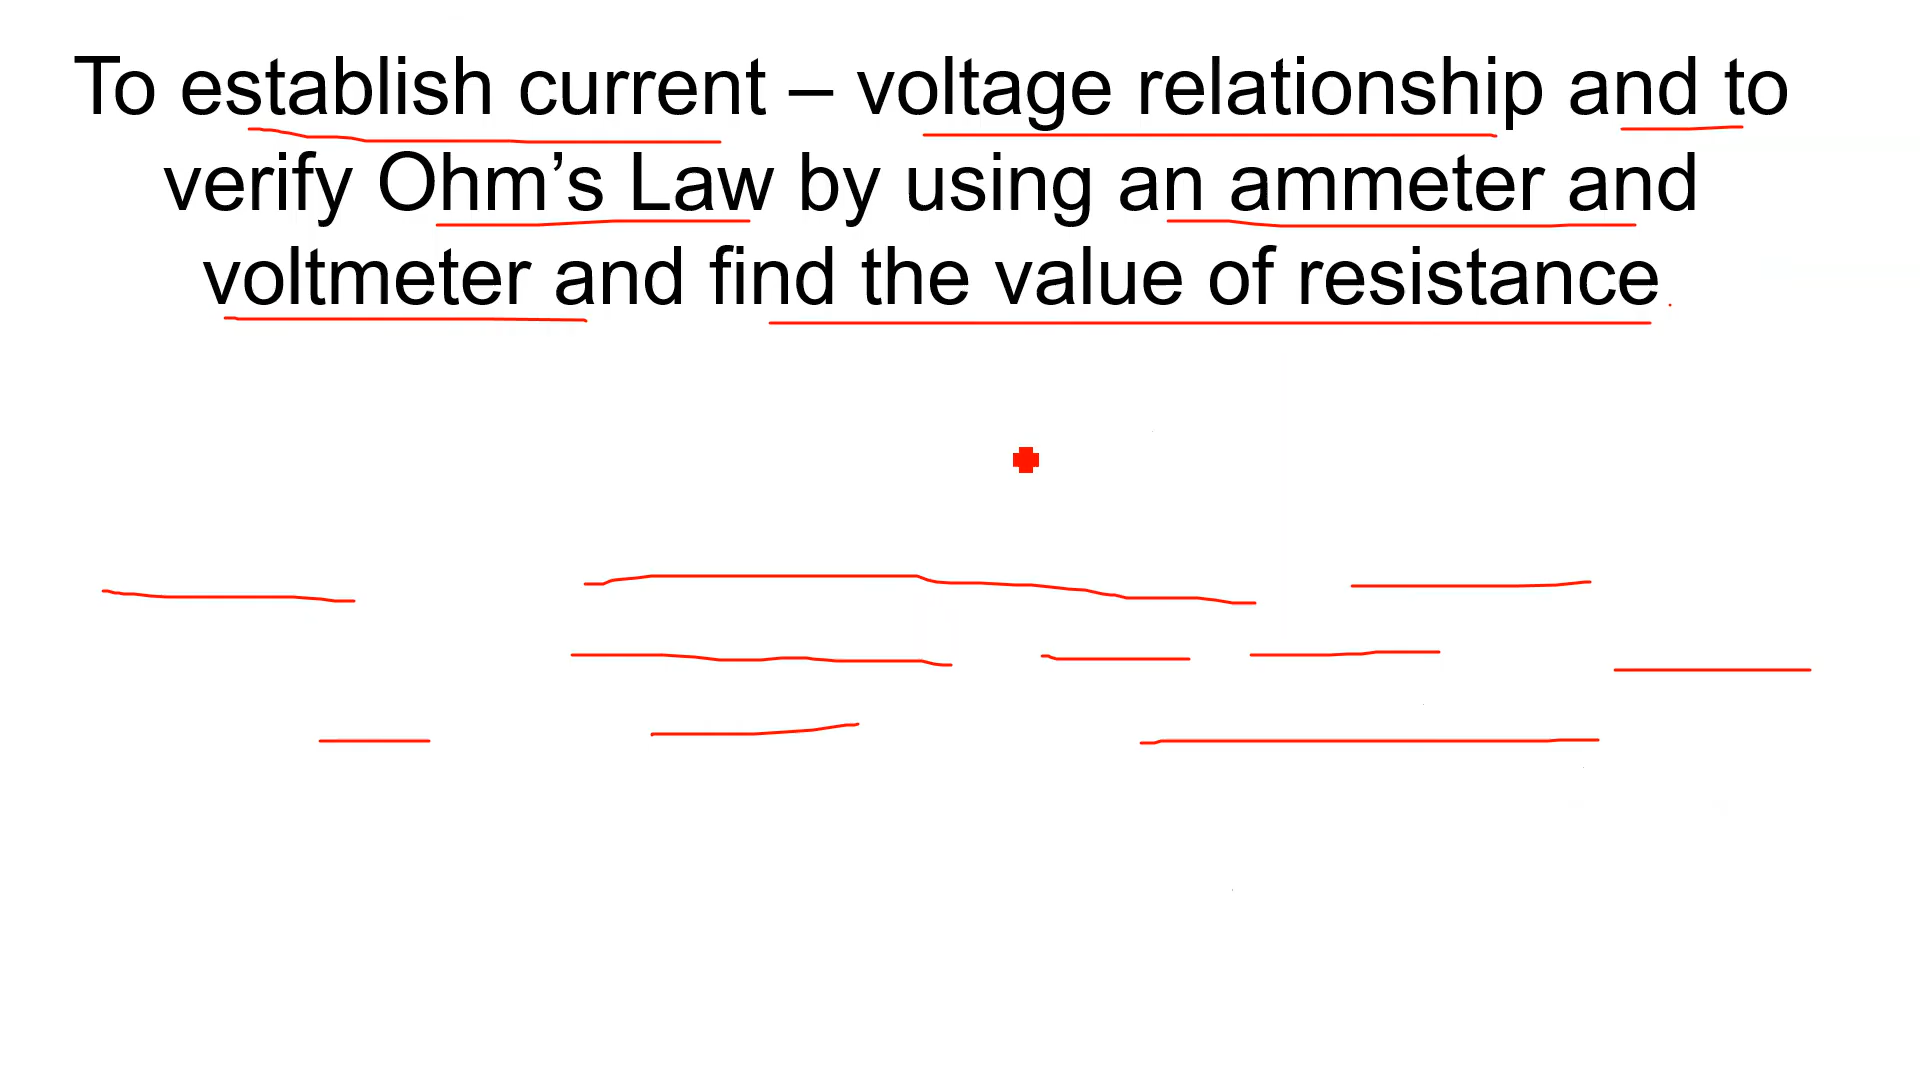 To establish current – voltage relationship and to
verify Ohm’s Law by using an ammeter and
voltmeter and find the value of resistance